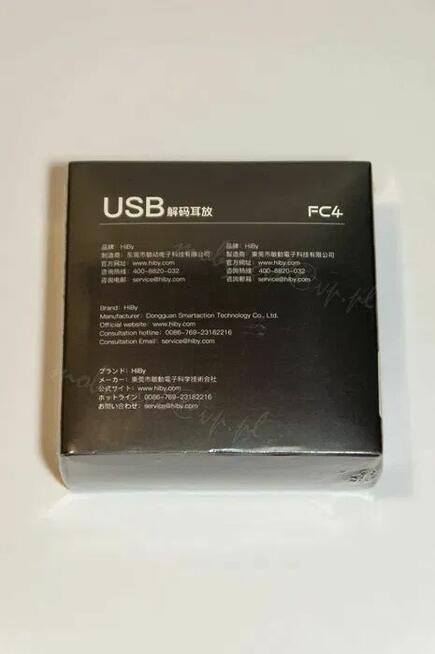 USB解码耳放
FC4
品牌: HiBy
制造商: 东莞市敏动电子科技有限公司
官方网址: www.hiby.com
咨询热线: 400-8820-032
咨询电邮: service@hiby.com
品牌: HiBy
製造商: 東莞市敏動電子科技有限公司
官方網址: www.hiby.com
咨詢熱綫: 400-8820-032
咨詢郵箱: service@hiby.com
Brand: HiBy
Manufacturer: Dongguan Smartaction Technology Co., Ltd.
Official website: www.hiby.com
Consultation hotline: 0086-769-23182216
Consultation Email: service@hiby.com
ブランド: HiBy
メーカー: 東莞市敏動電子科学技術会社
公式サイト: www.hiby.com
ホットライン: 0086-769-23182216
お問い合わせ: service@hiby.com